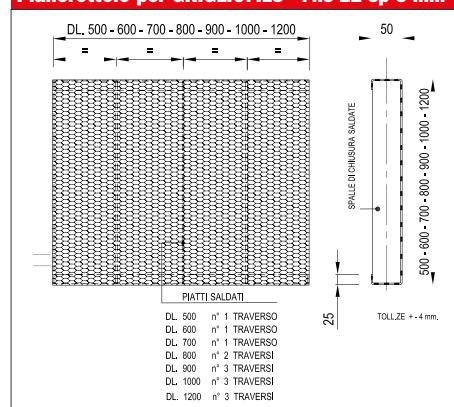 DL. 500 - 600 - 700 - 800 - 900 - 1000 - 1200
= = = =
50
SPALLE DI CHIUSURA SALDATE
500 - 600 - 700 - 800 - 900 - 1000 - 1200
25
TOLL.ZE + - 4 mm.
PIATTI SALDATI
DL. 500 n° 1 TRAVERSO
DL. 600 n° 1 TRAVERSO
DL. 700 n° 1 TRAVERSO
DL. 800 n° 2 TRAVERSI
DL. 900 n° 3 TRAVERSI
DL. 1000 n° 3 TRAVERSI
DL. 1200 n° 3 TRAVERSI